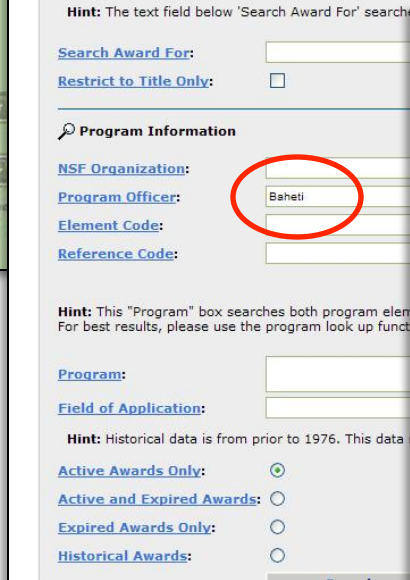 Hint: The text field below 'Search Award For' searche
Search Award For:
Restrict to Title Only:
Program Information
NSF Organization:
Program Officer: Baheti
Element Code:
Reference Code:
Hint: This "Program" box searches both program elem
For best results, please use the program look up funct
Program:
Field of Application:
Hint: Historical data is from prior to 1976. This data
Active Awards Only:
Active and Expired Awards:
Expired Awards Only:
Historical Awards: